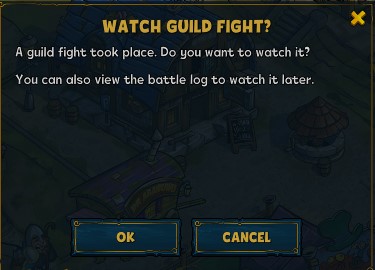 WATCH GUILD FIGHT?
A guild fight took place. Do you want to watch it?
You can also view the battle log to watch it later.
OK
CANCEL